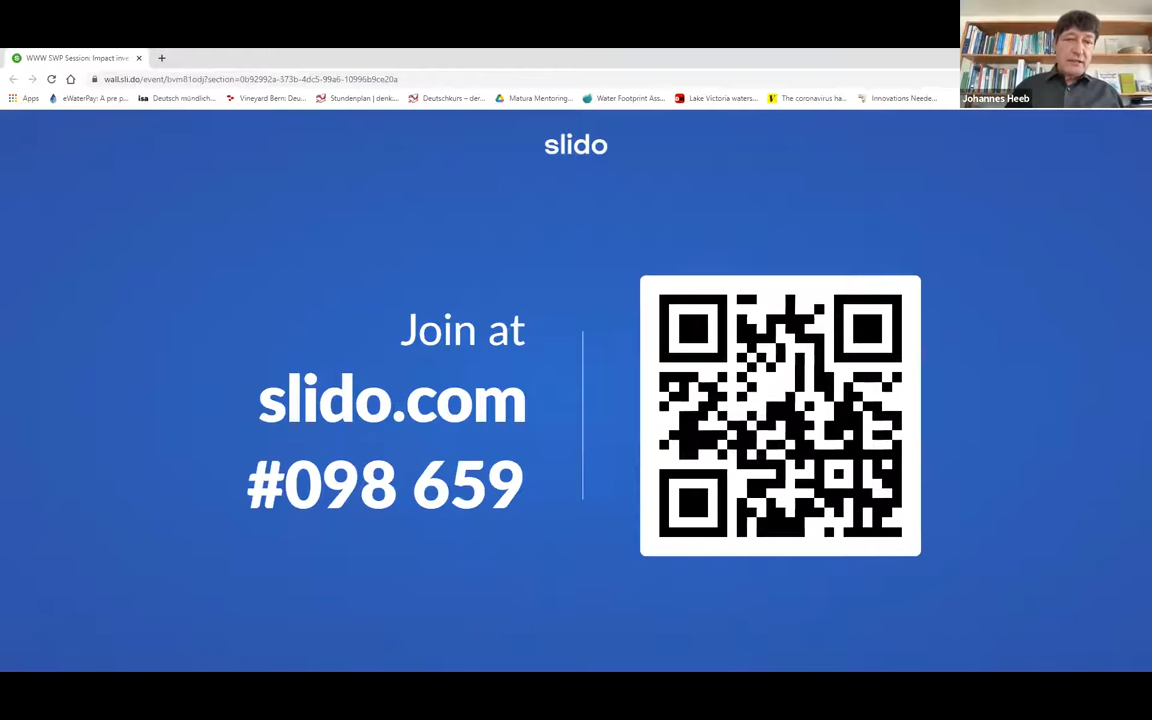 WWW SWP Session: Impact inve
wall.sli.do/event/bvm81odj?section=0b92992a-373b-4dc5-99a6-10996b9ce20a
Apps eWaterPay: A pre p... isa Deutsch mündlich... Vineyard Bern: Deu... Stundenplan | denk... Deutschkurs – der... Matura Mentoring... Water Footprint Ass... Lake Victoria waters... The coronavirus ha... Innovations Neede...
Johannes Heeb
slido
Join at
slido.com
#098 659